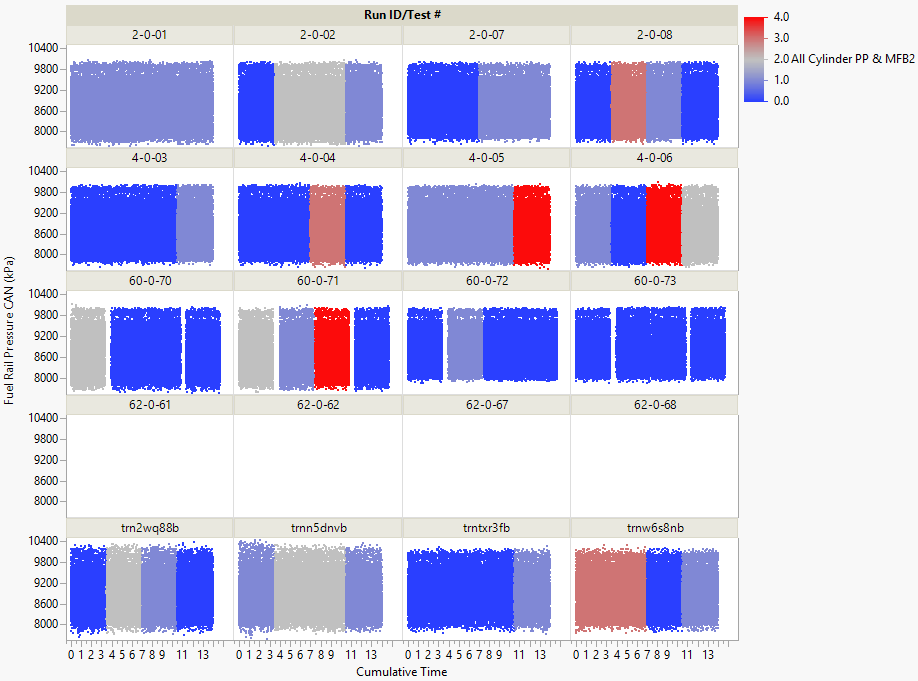 Run ID/Test #
2-0-01 2-0-02 2-0-07 2-0-08
10400
9800
9200
8600
8000
4-0-03 4-0-04 4-0-05 4-0-06
10400
9800
9200
8600
8000
60-0-70 60-0-71 60-0-72 60-0-73
10400
9800
9200
8600
8000
62-0-61 62-0-62 62-0-67 62-0-68
10400
9800
9200
8600
8000
trn2wq88b trnn5dnvb trntxr3fb trnw6s8nb
10400
9800
9200
8600
8000
0 1 2 3 4 5 6 7 8 9 11 13 0 1 2 3 4 5 6 7 8 9 11 13 0 1 2 3 4 5 6 7 8 9 11 13 0 1 2 3 4 5 6 7 8 9 11 13
Cumulative Time
Fuel Rail Pressure CAN (kPa)
4.0
3.0
2.0 All Cylinder PP & MFB2
1.0
0.0